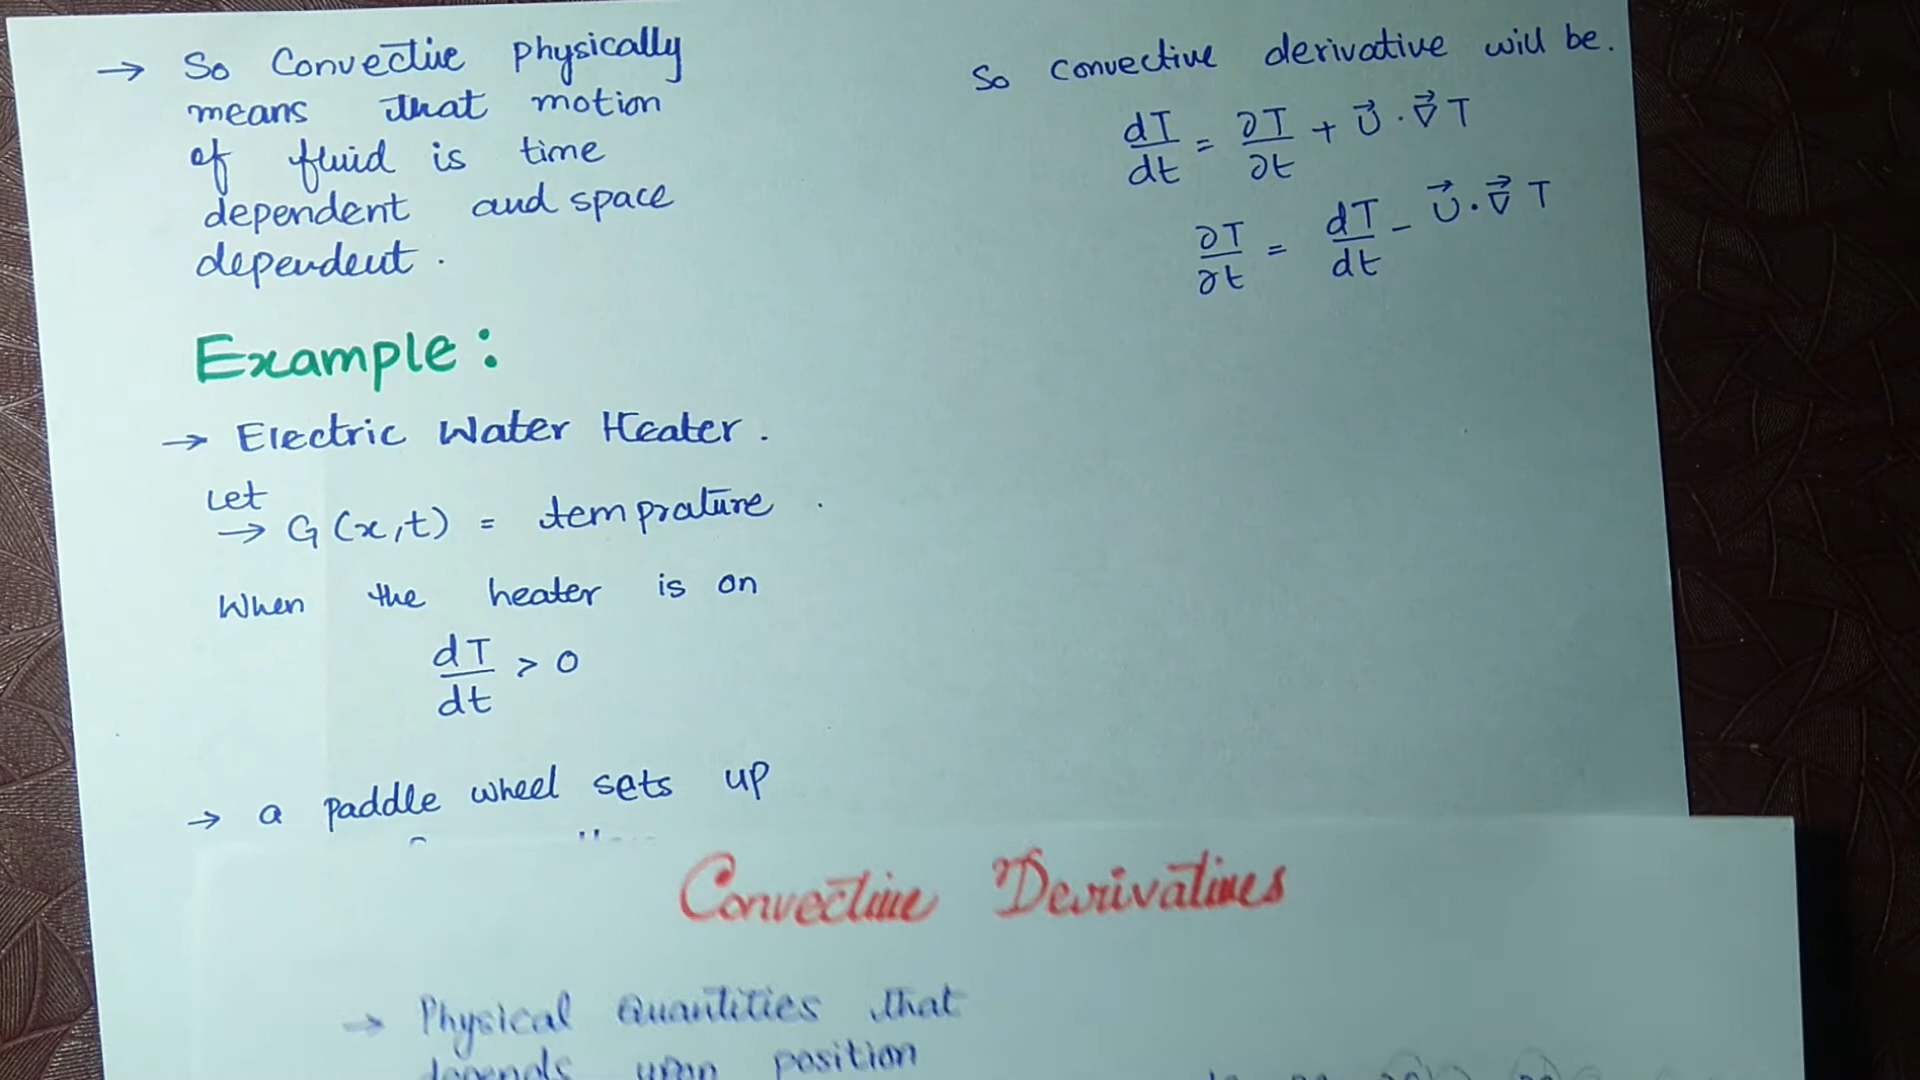 → So Convective physically
means that motion
of fluid is time
dependent and space
dependent .
Example :
→ Electric Water Heater .
Let
→ G (x,t) = temprature .
When the heater is on
dT/dt > 0
→ a paddle wheel sets up
So convective derivative will be.
dT/dt = ∂T/∂t + U⃗ · ∇⃗ T
∂T/∂t = dT/dt - U⃗ · ∇⃗ T
Convective Derivatives
→ Physical Quantities that
depends upon position